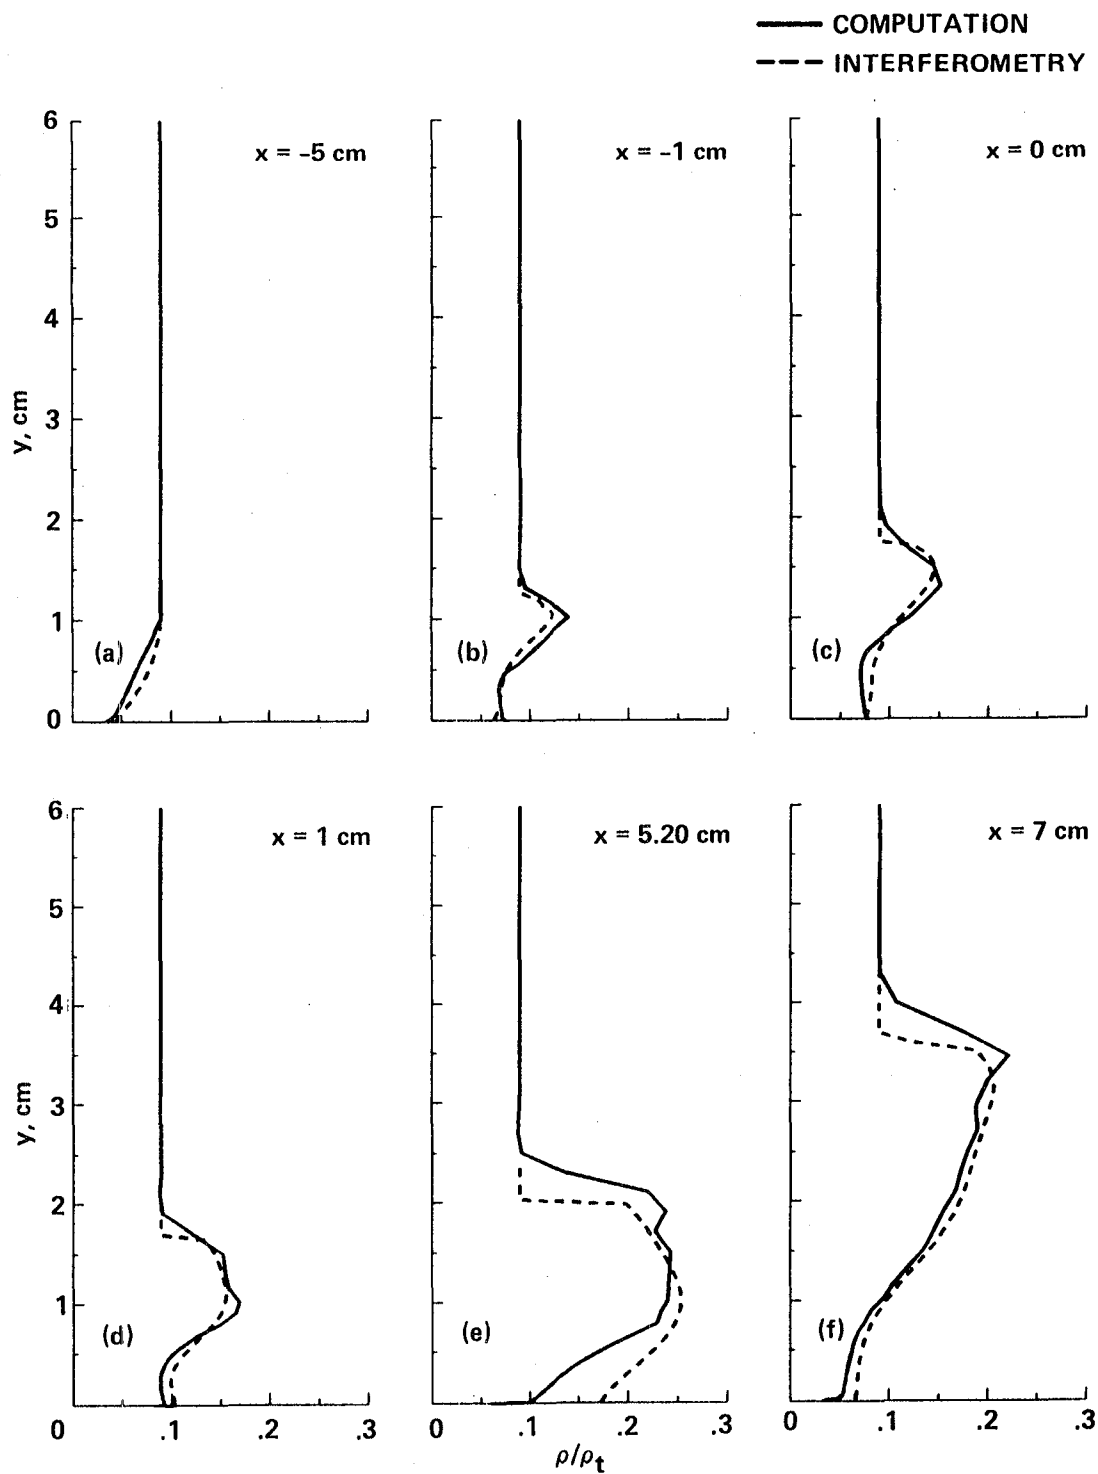 COMPUTATION
INTERFEROMETRY
x = -5 cm
x = -1 cm
x = 0 cm
6
5
4
3
2
1
0
y, cm
(a)
(b)
(c)
x = 1 cm
x = 5.20 cm
x = 7 cm
6
5
4
3
2
1
0
y, cm
(d)
(e)
(f)
.1 .2 .3
0 .1 .2 .3
0 .1 .2 .3
ρ/ρt